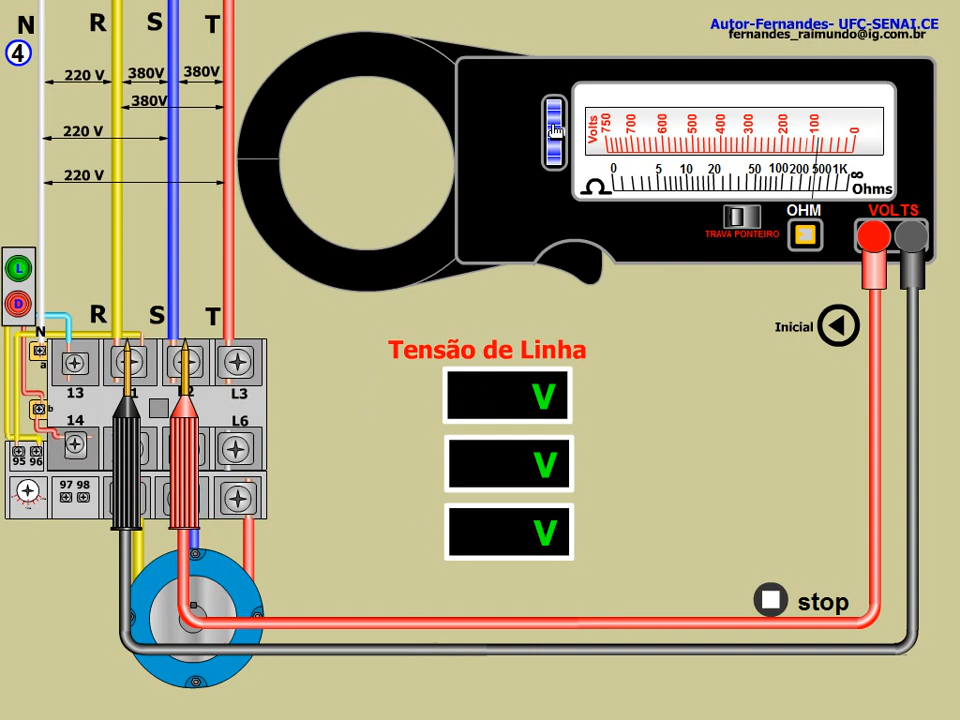 N R S T
Autor-Fernandes- UFC-SENAI.CE
fernandes_raimundo@ig.com.br
4
220 V 380V 380V
380V
220 V
220 V
Volts 750 700 600 500 400 300 200 100 0
0 5 10 20 50 100 200 500 1K ∞
Ω Ohms
TRAVA PONTEIRO OHM VOLTS
L
D
R S T
Inicial
N
a
Tensão de Linha
13 L3
V
b
14 L6
V
95 96
97 98
V
stop